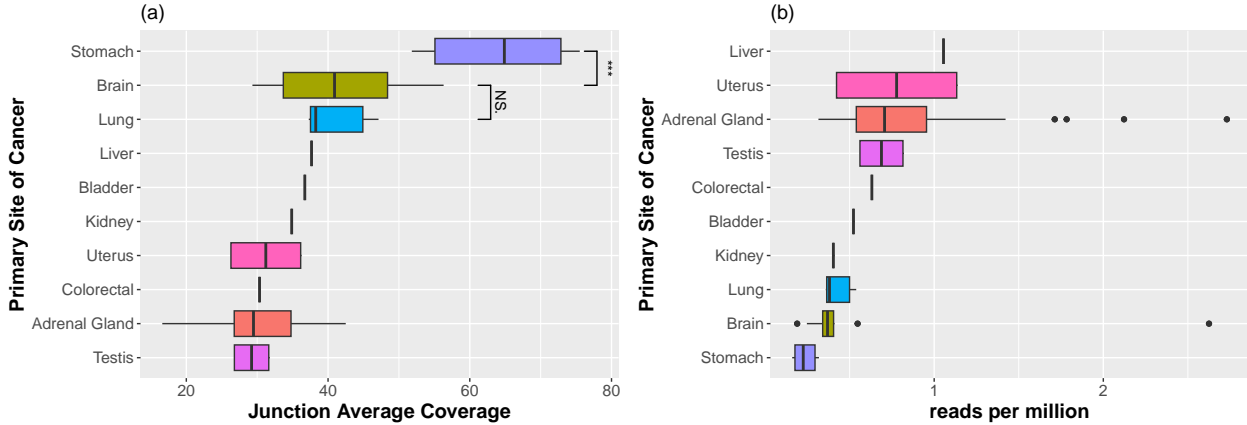 (a)
Primary Site of Cancer
Stomach
Brain
Lung
Liver
Bladder
Kidney
Uterus
Colorectal
Adrenal Gland
Testis
***
NS.
20 40 60 80
Junction Average Coverage
(b)
Primary Site of Cancer
Liver
Uterus
Adrenal Gland
Testis
Colorectal
Bladder
Kidney
Lung
Brain
Stomach
1 2
reads per million